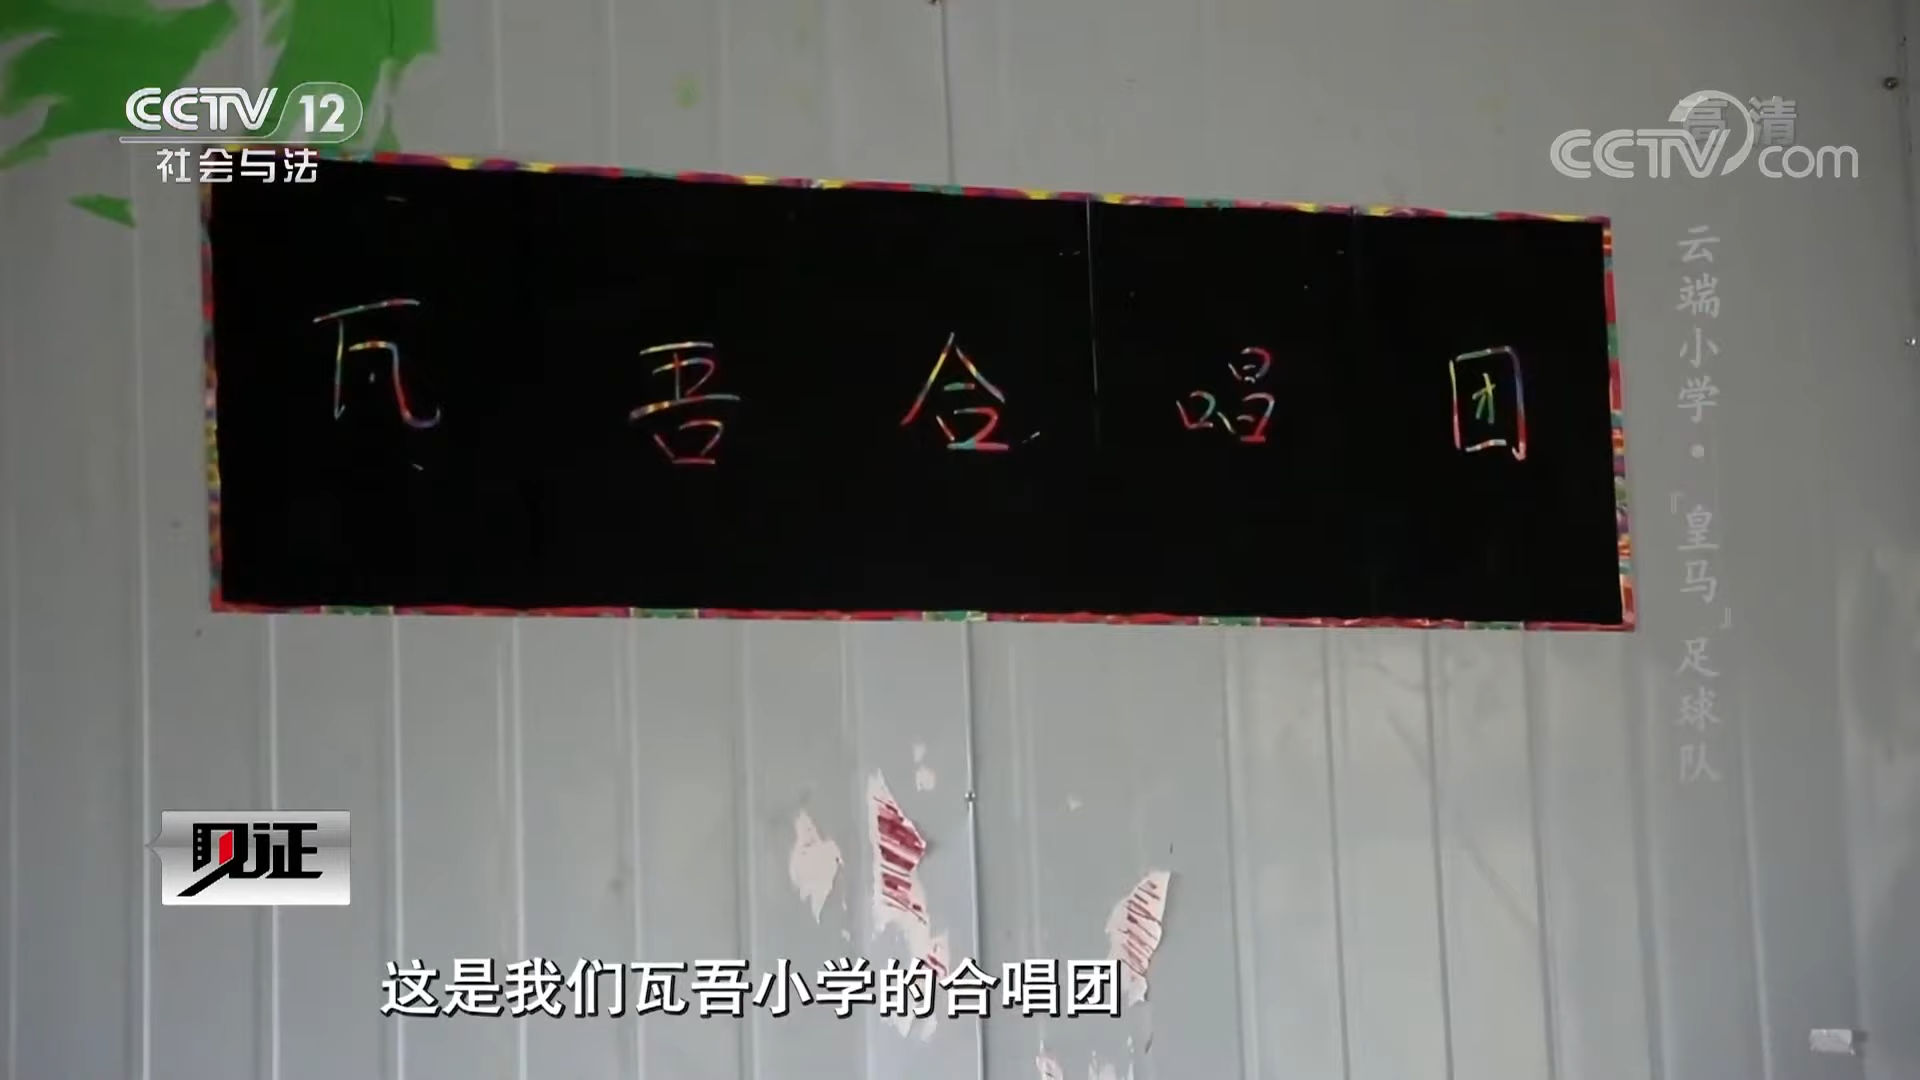 CCTV 12
社会与法
高清
CCTV com
瓦吾合唱团
云端小学·『皇马』足球队
见证
这是我们瓦吾小学的合唱团